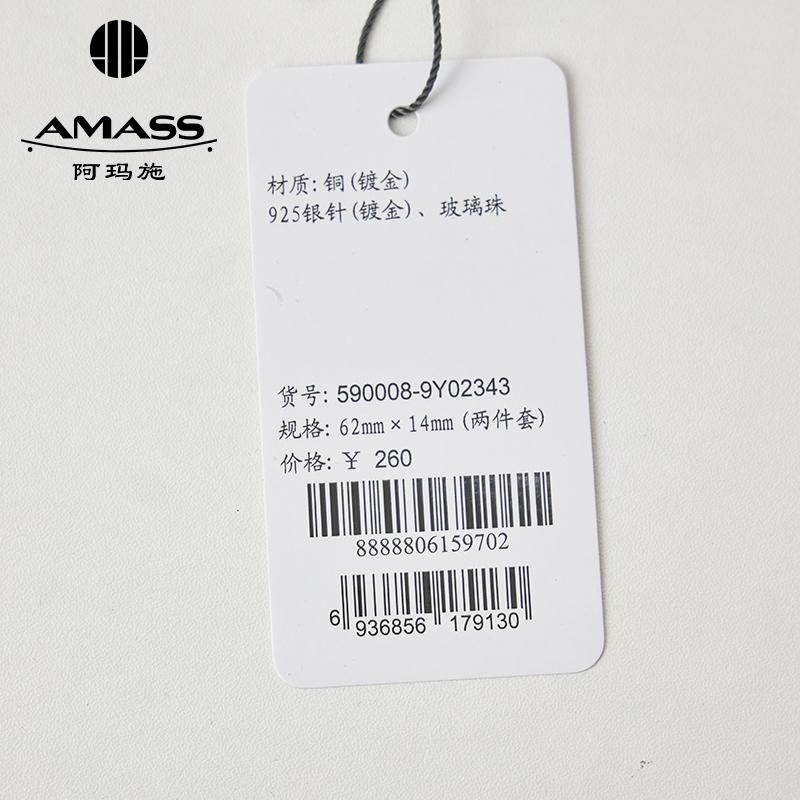 AMASS
阿玛施
材质: 铜(镀金)
925银针(镀金)、玻璃珠
货号: 590008-9Y02343
规格: 62mm×14mm(两件套)
价格: ¥ 260
8888806159702
6 936856 179130